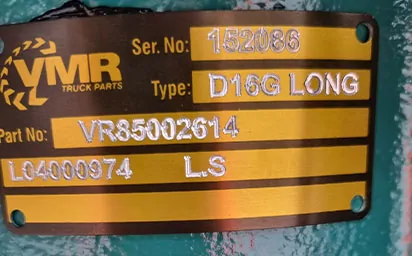 VMR
TRUCK PARTS
Ser. No: 152086
Type: D16G LONG
Part No: VR85002614
L04000974 L.S